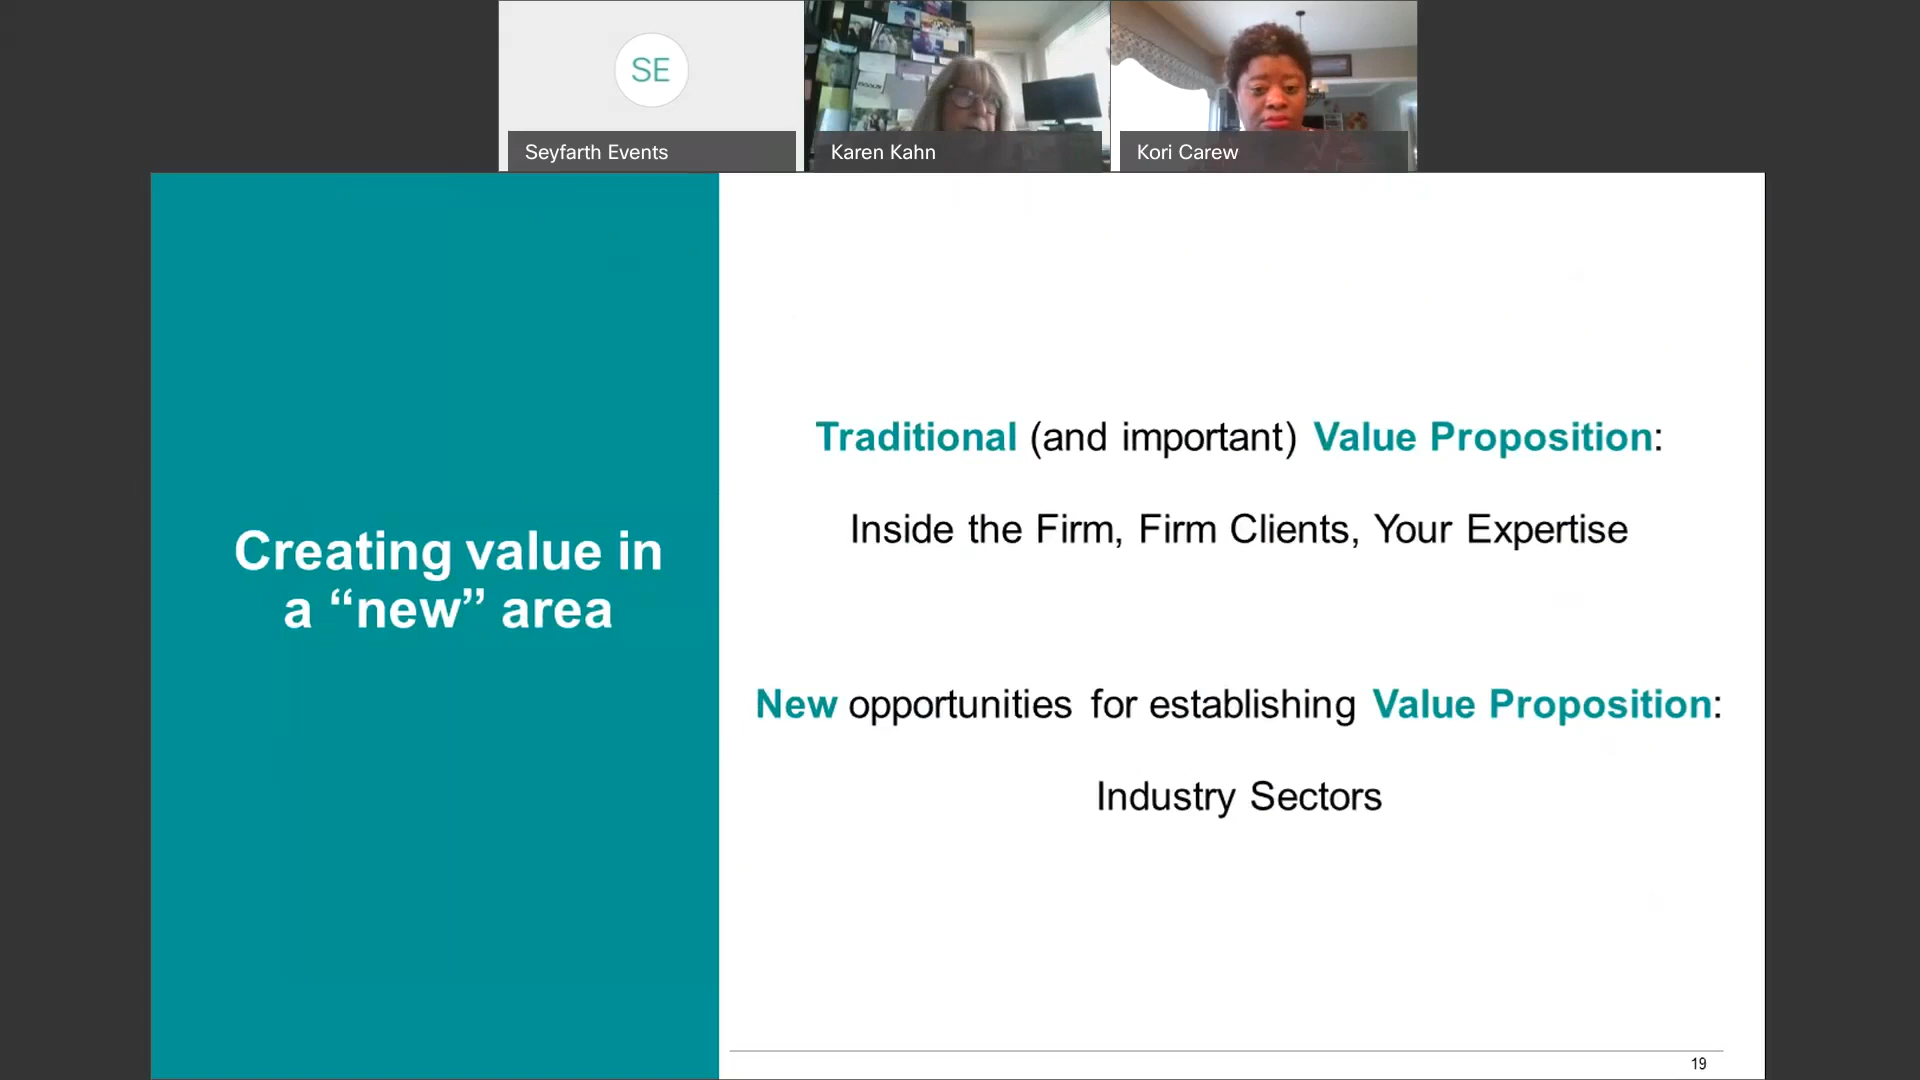 SE
Seyfarth Events
Karen Kahn
Kori Carew
Creating value in
a “new” area
Traditional (and important) Value Proposition:
Inside the Firm, Firm Clients, Your Expertise
New opportunities for establishing Value Proposition:
Industry Sectors
19